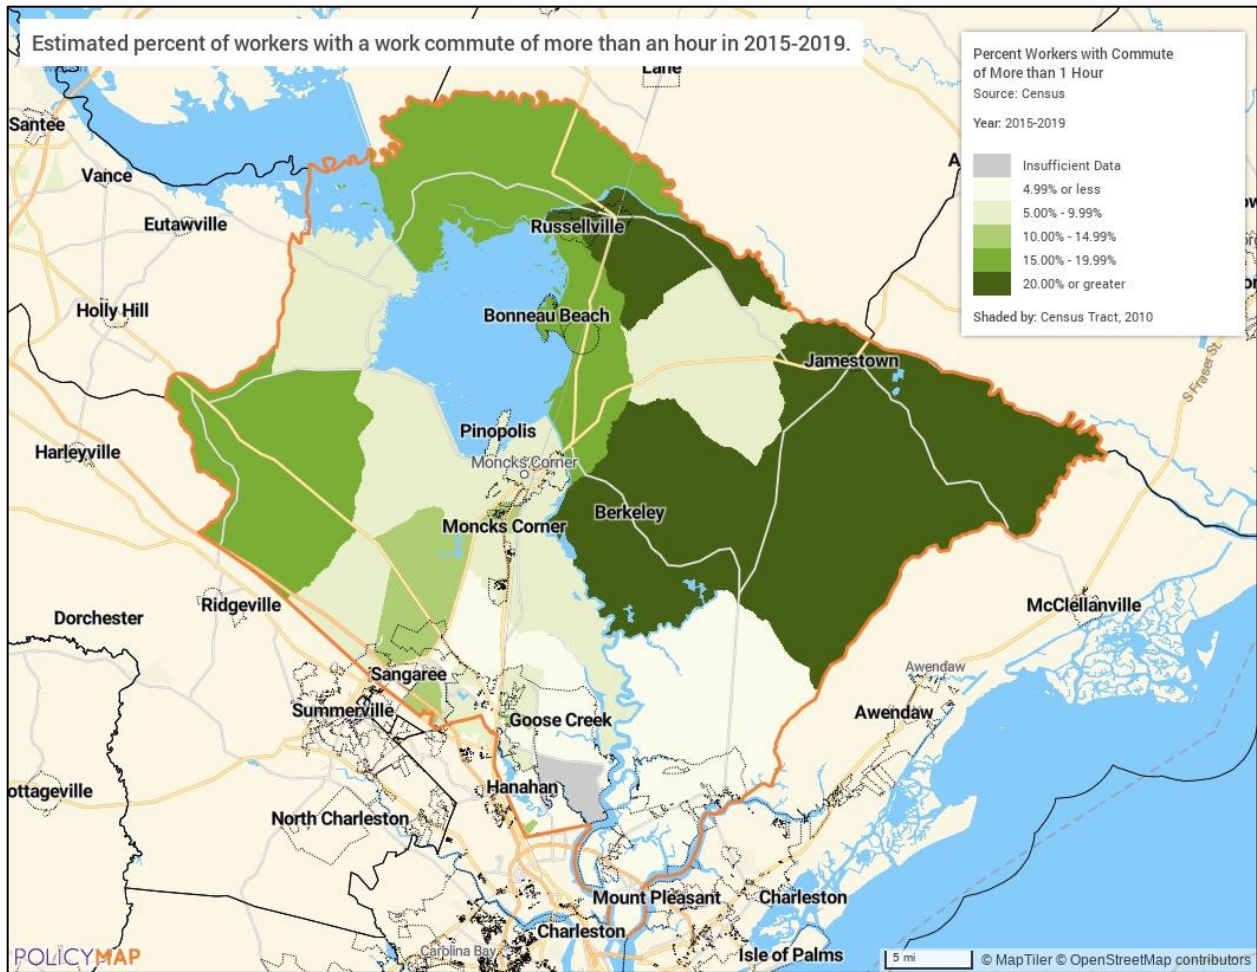 Estimated percent of workers with a work commute of more than an hour in 2015-2019.
Percent Workers with Commute
of More than 1 Hour
Source: Census
Year: 2015-2019
Insufficient Data
4.99% or less
5.00% - 9.99%
10.00% - 14.99%
15.00% - 19.99%
20.00% or greater
Shaded by: Census Tract, 2010
Lane
Santee
Vance
Eutawville
Russellville
Holly Hill
Bonneau Beach
Jamestown
S Fraser St.
Pinopolis
Harleyville
Moncks Corner
Berkeley
Moncks Corner
Ridgeville
McClellanville
Dorchester
Awendaw
Sangaree
Summerville
Goose Creek
Awendaw
Hanahan
ottageville
North Charleston
Mount Pleasant
Charleston
Charleston
Carolina Bay
Isle of Palms
POLICYMAP
5 mi
© MapTiler © OpenStreetMap contributors